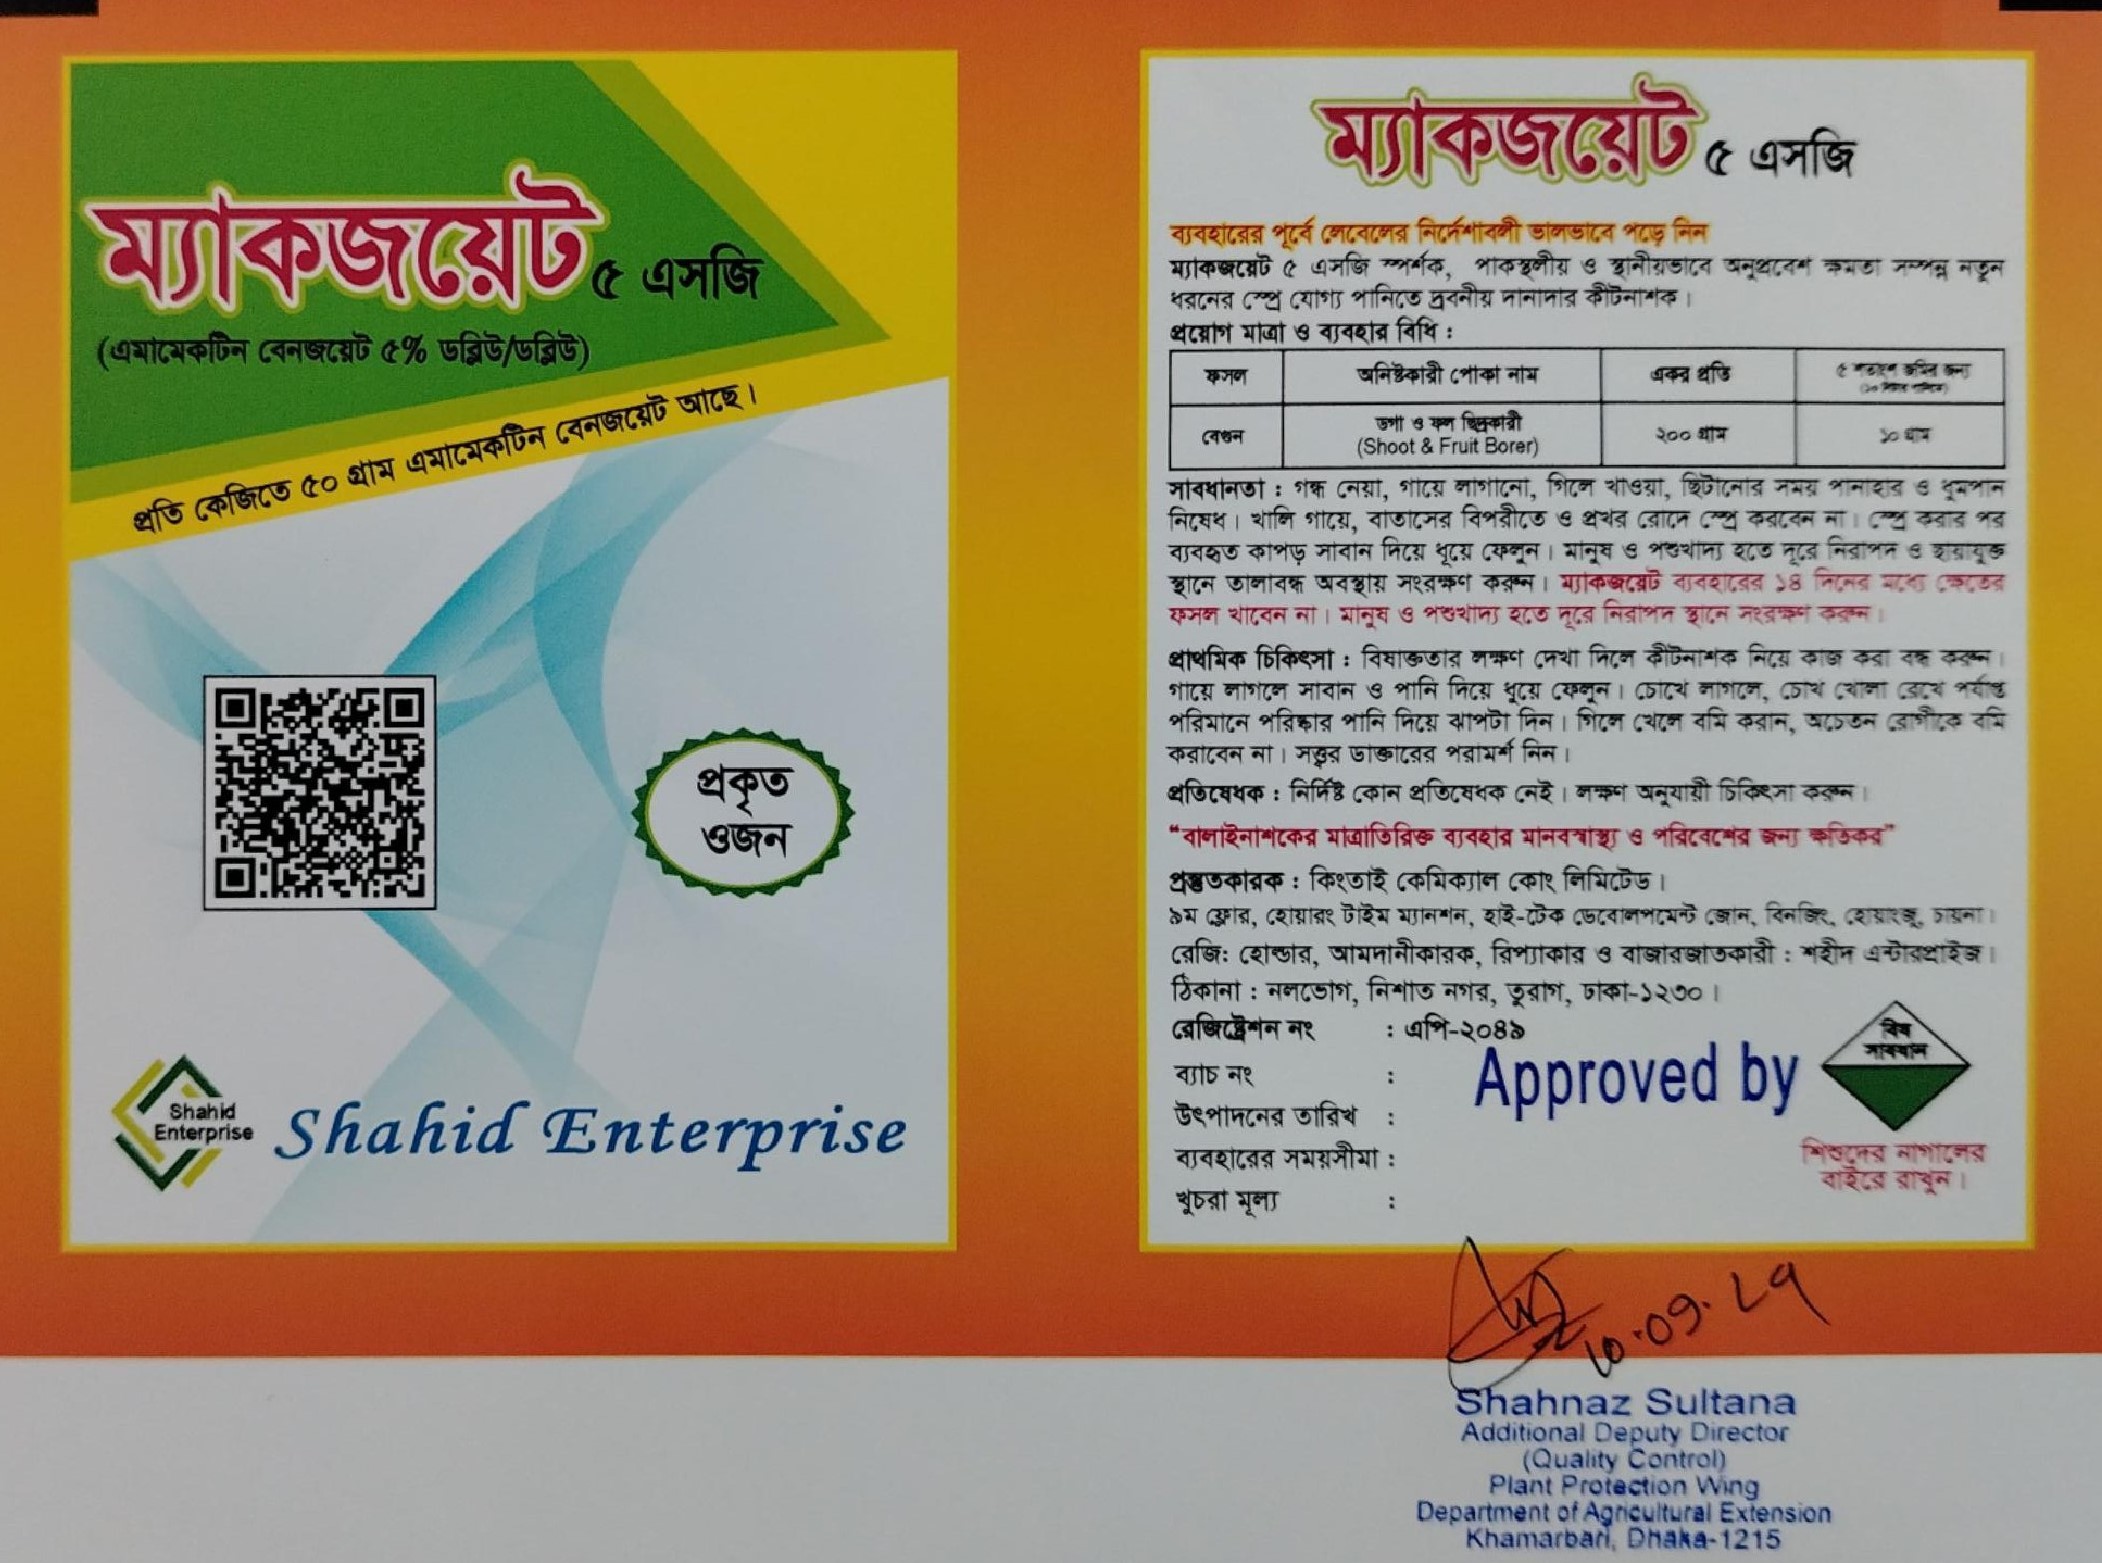 ম্যাকজয়েট ৫ এসজি
(এমামেকটিন বেনজয়েট ৫% ডব্লিউ/ডব্লিউ)
প্রতি কেজিতে ৫০ গ্রাম এমামেকটিন বেনজয়েট আছে।
প্রকৃত
ওজন
Shahid
Enterprise
Shahid Enterprise
ম্যাকজয়েট ৫ এসজি
ব্যবহারের পূর্বে লেবেলের নির্দেশাবলী ভালভাবে পড়ে নিন
ম্যাকজয়েট ৫ এসজি স্পর্শক, পাকস্থলীয় ও স্থানীয়ভাবে অনুপ্রবেশ ক্ষমতা সম্পন্ন নতুন
ধরনের স্প্রে যোগ্য পানিতে দ্রবনীয় দানাদার কীটনাশক।
প্রয়োগ মাত্রা ও ব্যবহার বিধি :
ফসল অনিষ্টকারী পোকা নাম একর প্রতি ৫ শতাংশ জমির জন্য
(১০ লিটার পানিতে)
বেগুন ডগা ও ফল ছিদ্রকারী
(Shoot & Fruit Borer) ২০০ গ্রাম ১০ গ্রাম
সাবধানতা : গন্ধ নেয়া, গায়ে লাগানো, গিলে খাওয়া, ছিটানোর সময় পানাহার ও ধূমপান
নিষেধ। খালি গায়ে, বাতাসের বিপরীতে ও প্রখর রোদে স্প্রে করবেন না। স্প্রে করার পর
ব্যবহৃত কাপড় সাবান দিয়ে ধুয়ে ফেলুন। মানুষ ও পশুখাদ্য হতে দূরে নিরাপদ ও ছায়াযুক্ত
স্থানে তালাবদ্ধ অবস্থায় সংরক্ষণ করুন। ম্যাকজয়েট ব্যবহারের ১৪ দিনের মধ্যে ক্ষেতের
ফসল খাবেন না। মানুষ ও পশুখাদ্য হতে দূরে নিরাপদ স্থানে সংরক্ষণ করুন।
প্রাথমিক চিকিৎসা : বিষাক্ততার লক্ষণ দেখা দিলে কীটনাশক নিয়ে কাজ করা বন্ধ করুন।
গায়ে লাগলে সাবান ও পানি দিয়ে ধুয়ে ফেলুন। চোখে লাগলে, চোখ খোলা রেখে পর্যাপ্ত
পরিমানে পরিষ্কার পানি দিয়ে ঝাপটা দিন। গিলে খেলে বমি করান, অচেতন রোগীকে বমি
করাবেন না। সত্ত্বর ডাক্তারের পরামর্শ নিন।
প্রতিষেধক : নির্দিষ্ট কোন প্রতিষেধক নেই। লক্ষণ অনুযায়ী চিকিৎসা করুন।
"বালাইনাশকের মাত্রাতিরিক্ত ব্যবহার মানবস্বাস্থ্য ও পরিবেশের জন্য ক্ষতিকর"
প্রস্তুতকারক : কিংতাই কেমিক্যাল কোং লিমিটেড।
৯ম ফ্লোর, হোয়ারং টাইম ম্যানশন, হাই-টেক ডেবোলপমেন্ট জোন, বিনজিং, হোয়াংজু, চায়না।
রেজি: হোল্ডার, আমদানীকারক, রিপ্যাকার ও বাজারজাতকারী : শহীদ এন্টারপ্রাইজ।
ঠিকানা : নলভোগ, নিশাত নগর, তুরাগ, ঢাকা-১২৩০।
রেজিষ্ট্রেশন নং : এপি-২০৪৯
ব্যাচ নং :
উৎপাদনের তারিখ :
ব্যবহারের সময়সীমা :
খুচরা মূল্য :
Approved by
বিষ
সাবধান
শিশুদের নাগালের
বাইরে রাখুন।
Shahnaz Sultana
Additional Deputy Director
(Quality Control)
Plant Protection Wing
Department of Agricultural Extension
Khamarbari, Dhaka-1215